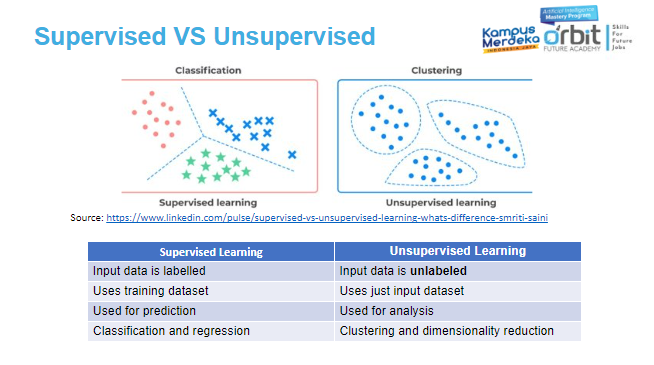 Supervised VS Unsupervised
Kampus
Merdeka
INDONESIA JAYA
Artificial Intelligence
Mastery Program
orbit
FUTURE ACADEMY
Skills
For
Future
Jobs
Classification
Clustering
Supervised learning
Unsupervised learning
Source: https://www.linkedin.com/pulse/supervised-vs-unsupervised-learning-whats-difference-smriti-saini
Supervised Learning
Unsupervised Learning
Input data is labelled
Input data is unlabeled
Uses training dataset
Uses just input dataset
Used for prediction
Used for analysis
Classification and regression
Clustering and dimensionality reduction